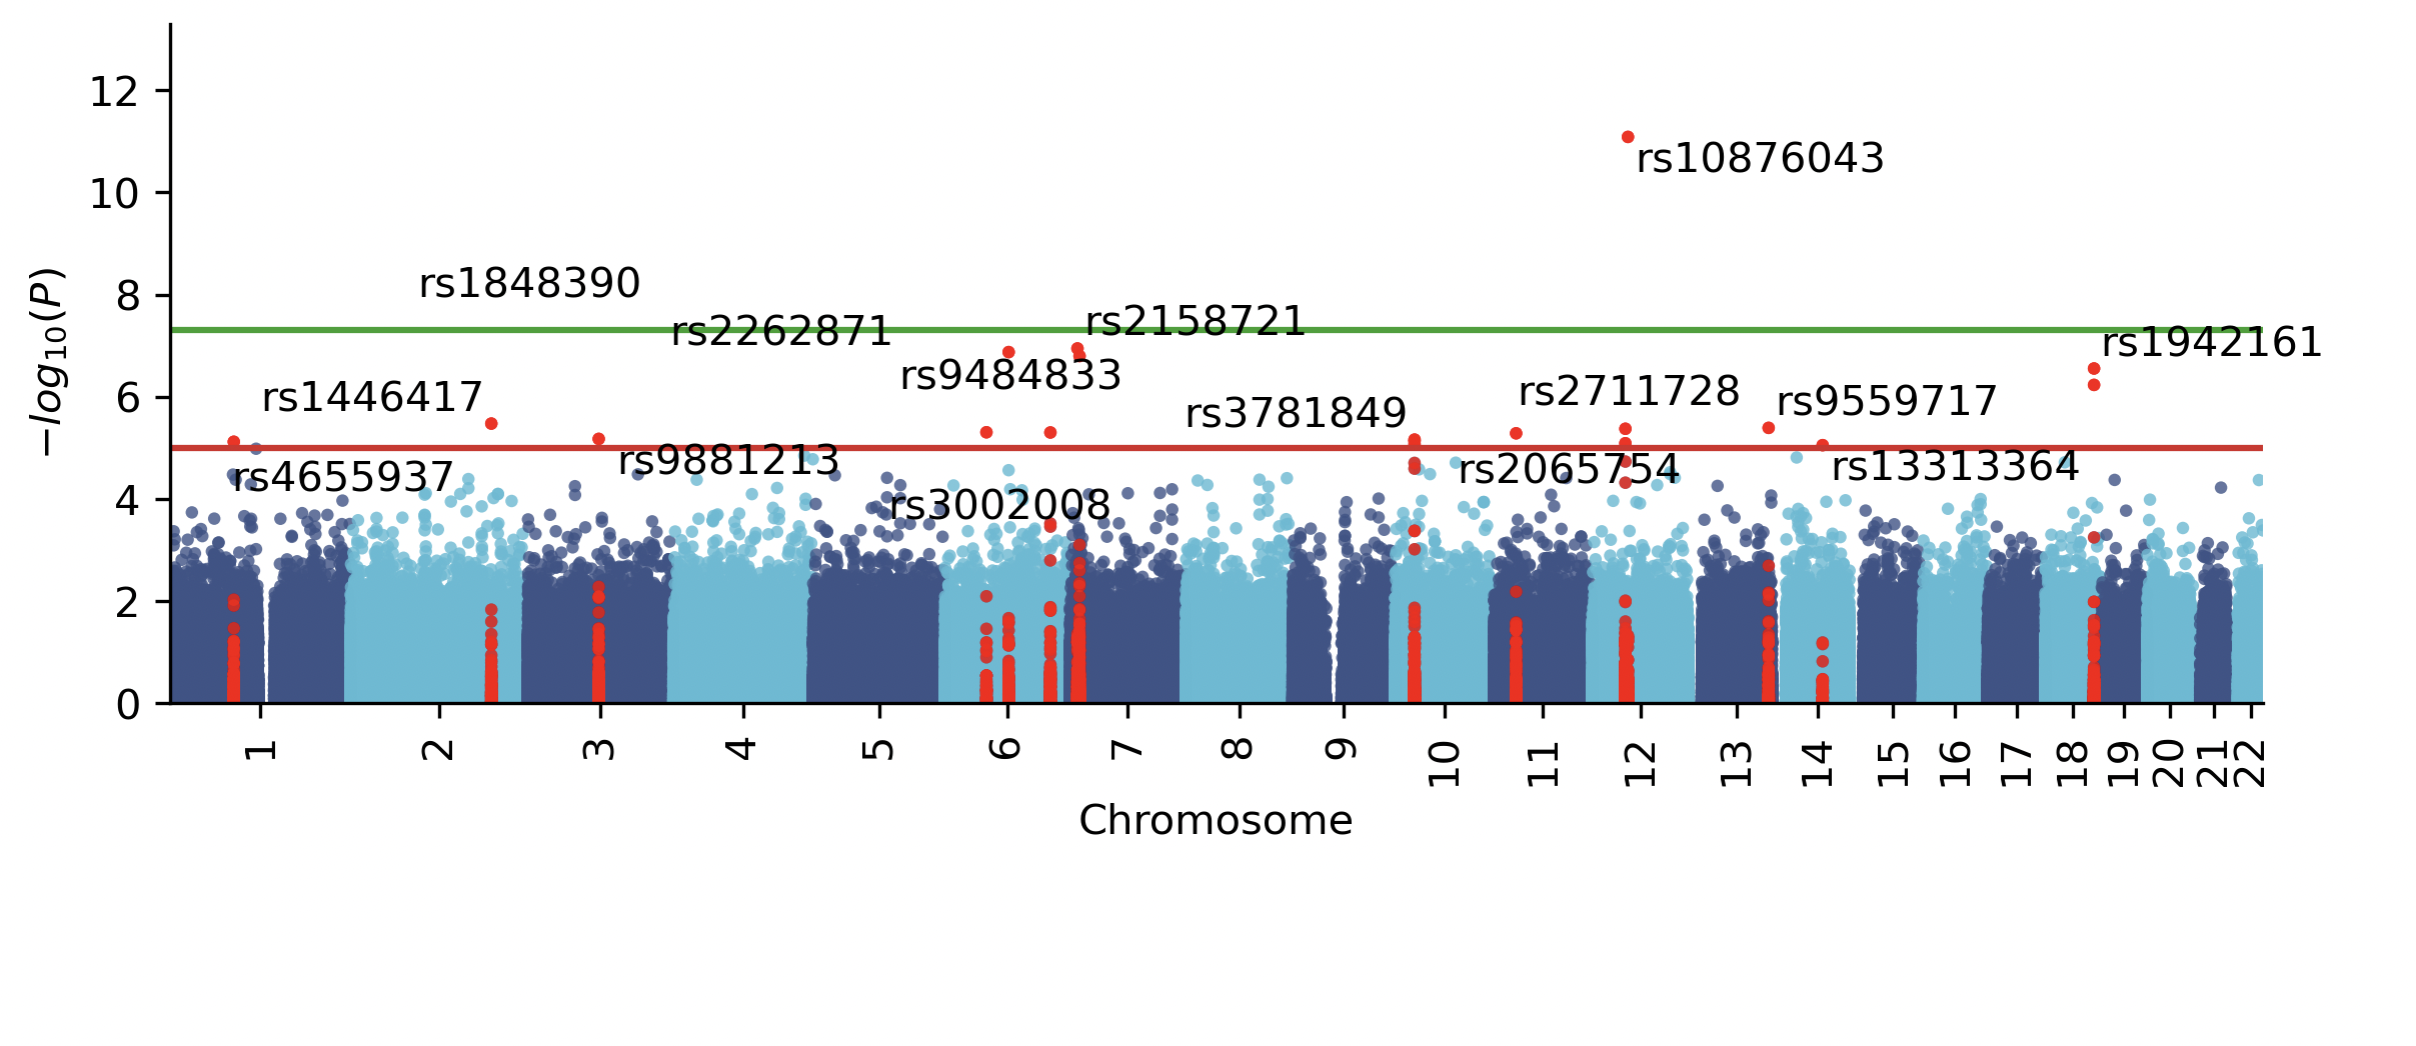 12
10
8
6
4
2
0
−log₁₀(P)
rs10876043
rs1848390
rs2262871
rs2158721
rs1942161
rs9484833
rs1446417
rs3781849
rs2711728
rs9559717
rs9881213
rs4655937
rs2065754
rs13313364
rs3002008
1 2 3 4 5 6 7 8 9 10 11 12 13 14 15 16 17 18 19 20 21 22
Chromosome